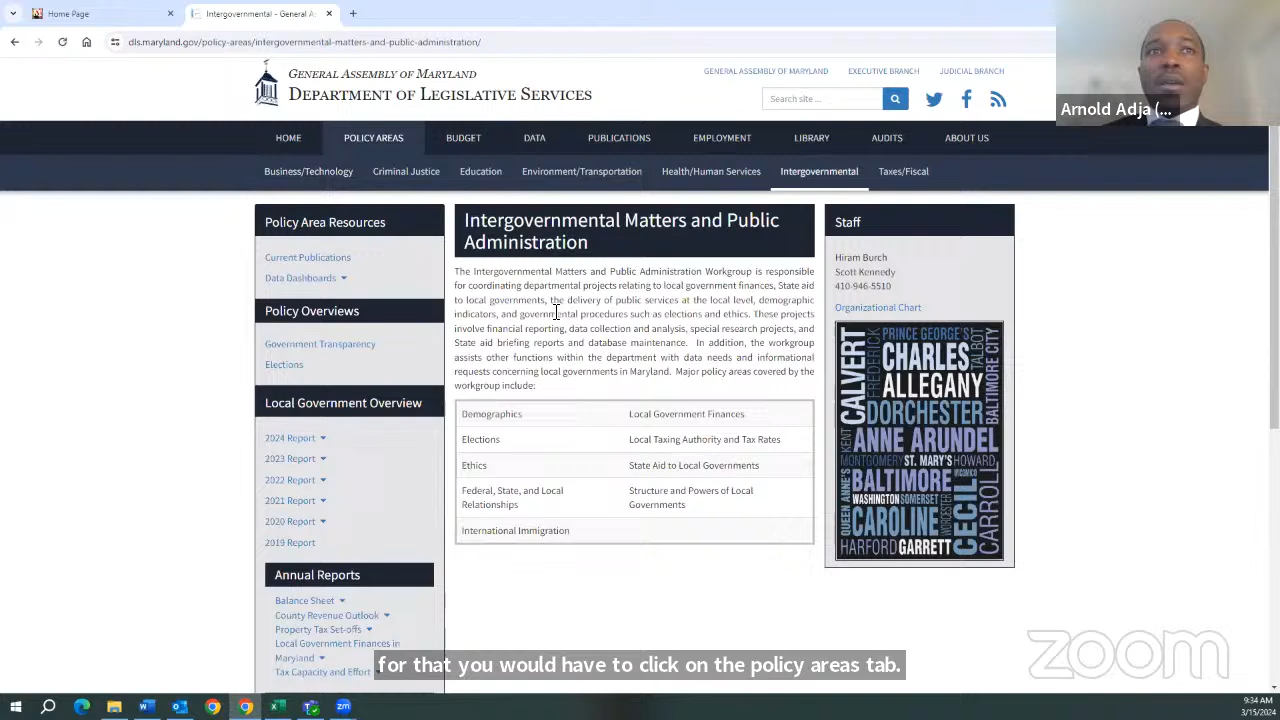 Home Page
Intergovernmental - General A
dls.maryland.gov/policy-areas/intergovernmental-matters-and-public-administration/
GENERAL ASSEMBLY OF MARYLAND
DEPARTMENT OF LEGISLATIVE SERVICES
GENERAL ASSEMBLY OF MARYLAND EXECUTIVE BRANCH JUDICIAL BRANCH
Search site ...
Arnold Adja (...
HOME POLICY AREAS BUDGET DATA PUBLICATIONS EMPLOYMENT LIBRARY AUDITS ABOUT US
Business/Technology Criminal Justice Education Environment/Transportation Health/Human Services Intergovernmental Taxes/Fiscal
Policy Area Resources
Current Publications
Data Dashboards
Policy Overviews
Government Transparency
Elections
Local Government Overview
2024 Report
2023 Report
2022 Report
2021 Report
2020 Report
2019 Report
Annual Reports
Balance Sheet
County Revenue Outlook
Property Tax Set-offs
Local Government Finances in
Maryland
Tax Capacity and Effort
Intergovernmental Matters and Public
Administration
The Intergovernmental Matters and Public Administration Workgroup is responsible
for coordinating departmental projects relating to local government finances, State aid
to local governments, the delivery of public services at the local level, demographic
indicators, and governmental procedures such as elections and ethics. These projects
involve financial reporting, data collection and analysis, special research projects, and
State aid briefing reports and database maintenance. In addition, the workgroup
assists other functions within the department with data needs and informational
requests concerning local governments in Maryland. Major policy areas covered by the
workgroup include:
Demographics Local Government Finances
Elections Local Taxing Authority and Tax Rates
Ethics State Aid to Local Governments
Federal, State, and Local Structure and Powers of Local
Relationships Governments
International Immigration
Staff
Hiram Burch
Scott Kennedy
410-946-5510
Organizational Chart
CALVERT
FREDERICK
PRINCE GEORGE'S
CHARLES
TALBOT
BALTIMORE CITY
ALLEGANY
DORCHESTER
KENT
ANNE ARUNDEL
MONTGOMERY ST. MARY'S HOWARD
QUEEN ANNE'S
BALTIMORE
WICOMICO
WASHINGTON SOMERSET
WORCESTER
CECIL
CARROLL
CAROLINE
HARFORD GARRETT
for that you would have to click on the policy areas tab.
zoom
9:34 AM
3/15/2024